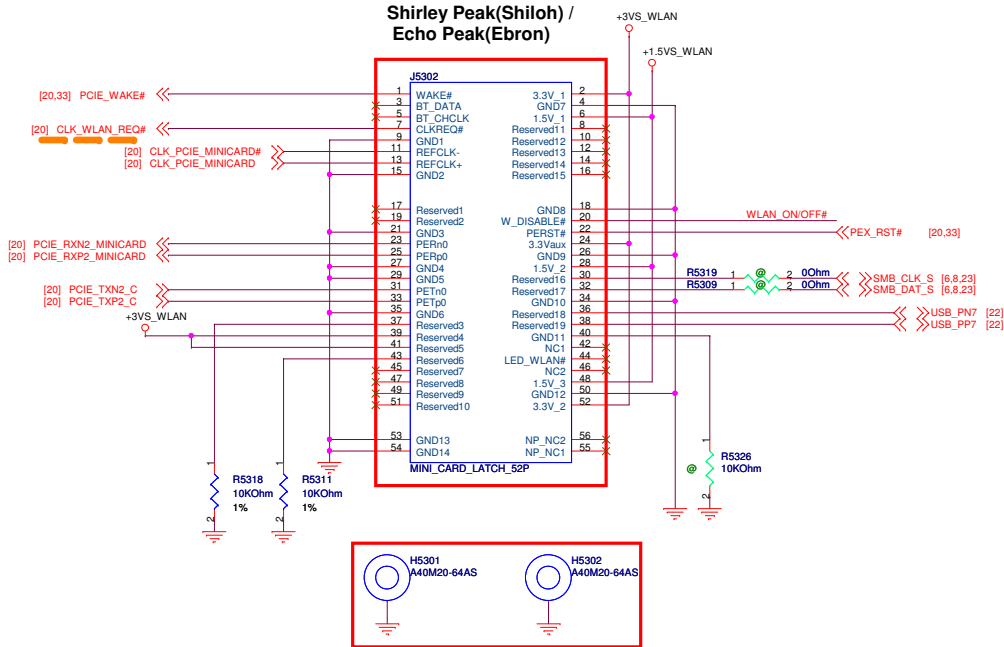 Shirley Peak(Shiloh) /
Echo Peak(Ebron)
+3VS_WLAN
+1.5VS_WLAN
J5302
[20,33] PCIE_WAKE# 1 WAKE# 3.3V_1 2
3 BT_DATA GND7 4
5 BT_CHCLK 1.5V_1 6
[20] CLK_WLAN_REQ# 7 CLKREQ# Reserved11 8
9 GND1 Reserved12 10
[20] CLK_PCIE_MINICARD# 11 REFCLK- Reserved13 12
[20] CLK_PCIE_MINICARD 13 REFCLK+ Reserved14 14
15 GND2 Reserved15 16
17 Reserved1 GND8 18
19 Reserved2 W_DISABLE# 20 WLAN_ON/OFF#
21 GND3 PERST# 22 PEX_RST# [20,33]
[20] PCIE_RXN2_MINICARD 23 PERn0 3.3Vaux 24
[20] PCIE_RXP2_MINICARD 25 PERp0 GND9 26
27 GND4 1.5V_2 28
29 GND5 Reserved16 30 R5319 1 @ 2 0Ohm SMB_CLK_S [6,8,23]
[20] PCIE_TXN2_C 31 PETn0 Reserved17 32 R5309 1 @ 2 0Ohm SMB_DAT_S [6,8,23]
[20] PCIE_TXP2_C 33 PETp0 GND10 34
35 GND6 Reserved18 36 USB_PN7 [22]
+3VS_WLAN
37 Reserved3 Reserved19 38 USB_PP7 [22]
39 Reserved4 GND11 40
41 Reserved5 NC1 42
43 Reserved6 LED_WLAN# 44
45 Reserved7 NC2 46
47 Reserved8 1.5V_3 48
49 Reserved9 GND12 50
51 Reserved10 3.3V_2 52
53 GND13 NP_NC2 56
54 GND14 NP_NC1 55
MINI_CARD_LATCH_52P
1 R5318 10KOhm 1% 2
1 R5311 10KOhm 1% 2
1 @ R5326 10KOhm 2
H5301
A40M20-64AS
H5302
A40M20-64AS